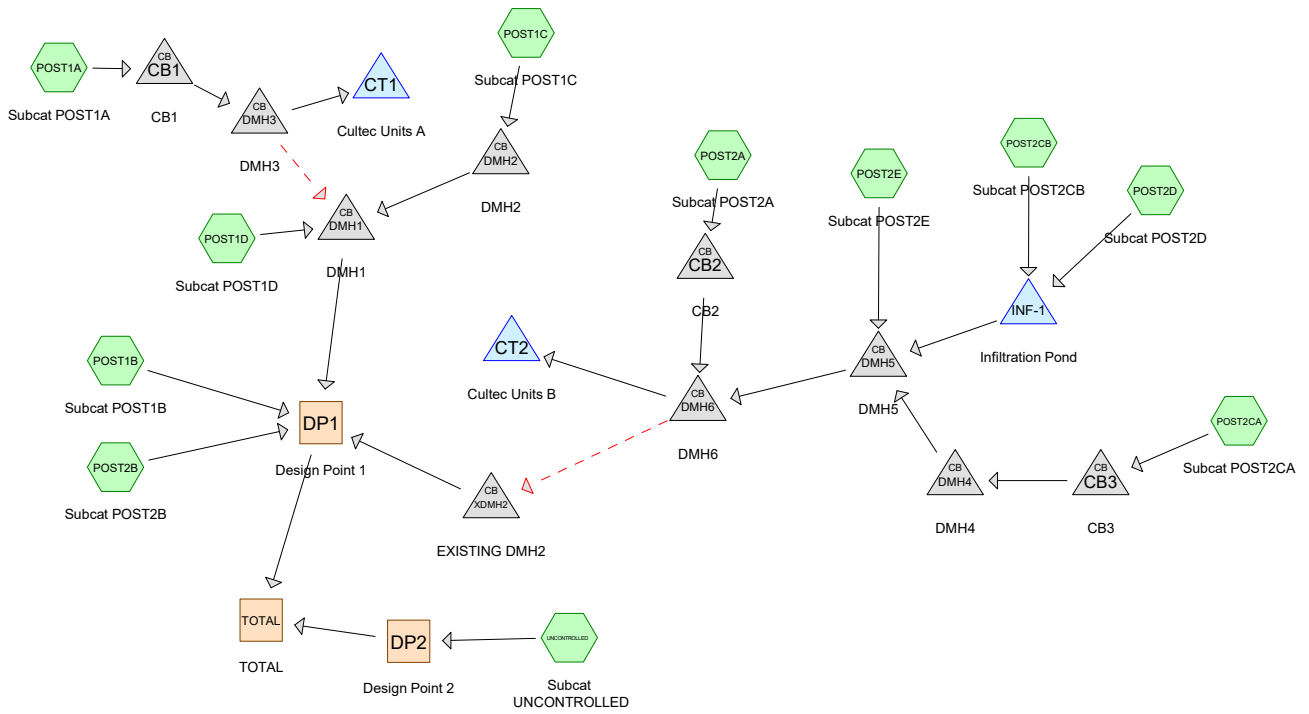 POST1A
Subcat POST1A
CB
CB1
CB1
CB
DMH3
DMH3
CT1
Cultec Units A
POST1C
Subcat POST1C
CB
DMH2
DMH2
POST1D
Subcat POST1D
CB
DMH1
DMH1
POST2A
Subcat POST2A
CB
CB2
CB2
POST2E
Subcat POST2E
POST2CB
Subcat POST2CB
POST2D
Subcat POST2D
INF-1
Infiltration Pond
POST1B
Subcat POST1B
CT2
Cultec Units B
CB
DMH5
DMH5
CB
DMH6
DMH6
POST2B
Subcat POST2B
DP1
Design Point 1
POST2CA
Subcat POST2CA
CB
XDMH2
EXISTING DMH2
CB
DMH4
DMH4
CB
CB3
CB3
TOTAL
TOTAL
DP2
Design Point 2
UNCONTROLLED
Subcat
UNCONTROLLED